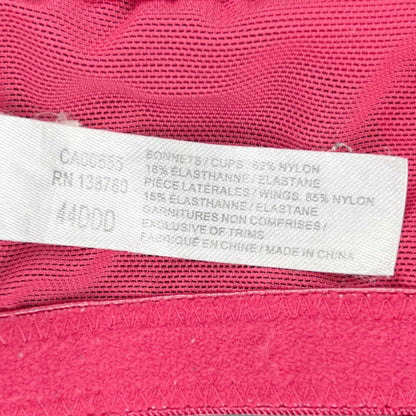 CA00653
RN 138760
44DDD
BONNETS / CUPS: 82% NYLON
18% ÉLASTHANNE / ELASTANE
PIÈCE LATÉRALES / WINGS: 85% NYLON
15% ÉLASTHANNE / ELASTANE
GARNITURES NON COMPRISES /
EXCLUSIVE OF TRIMS
FABRIQUÉ EN CHINE / MADE IN CHINA